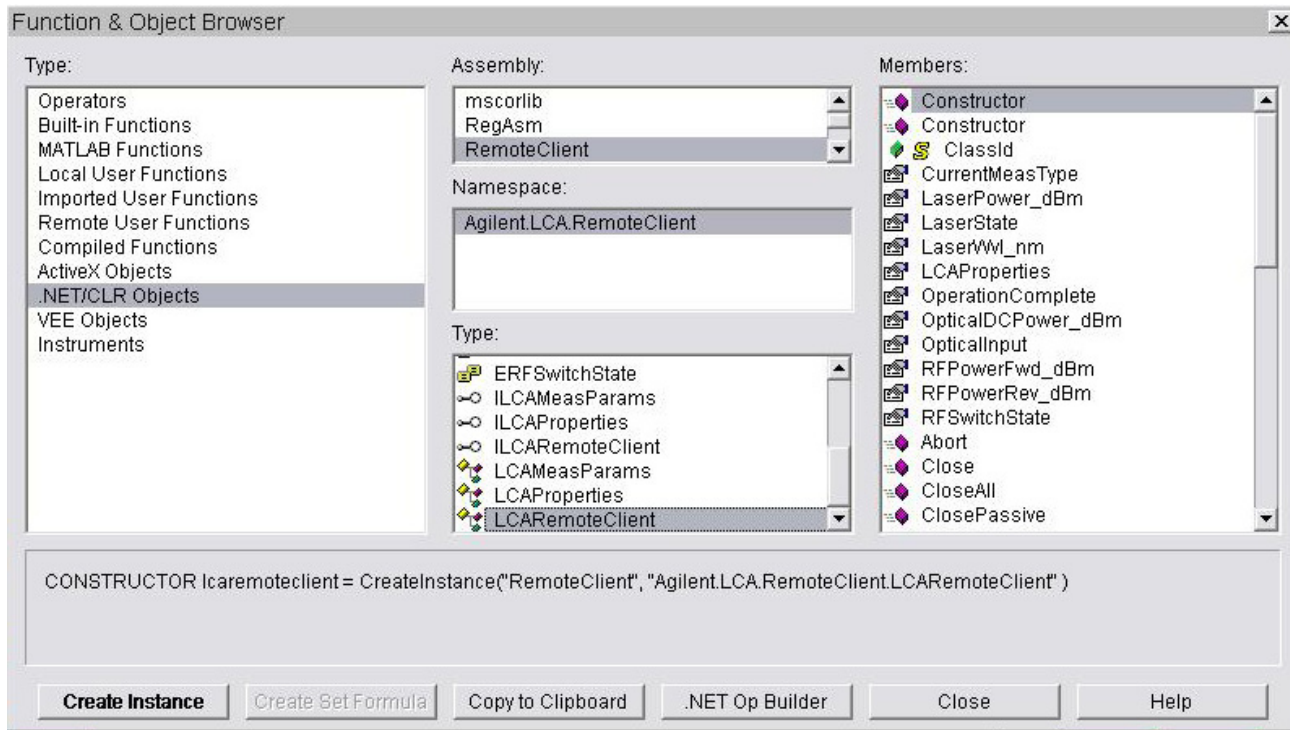 Function & Object Browser
Type:
Operators
Built-in Functions
MATLAB Functions
Local User Functions
Imported User Functions
Remote User Functions
Compiled Functions
ActiveX Objects
.NET/CLR Objects
VEE Objects
Instruments
Assembly:
mscorlib
RegAsm
RemoteClient
Namespace:
Agilent.LCA.RemoteClient
Type:
ERFSwitchState
ILCAMeasParams
ILCAProperties
ILCARemoteClient
LCAMeasParams
LCAProperties
LCARemoteClient
Members:
Constructor
Constructor
S ClassId
CurrentMeasType
LaserPower_dBm
LaserState
LaserWl_nm
LCAProperties
OperationComplete
OpticalDCPower_dBm
OpticalInput
RFPowerFwd_dBm
RFPowerRev_dBm
RFSwitchState
Abort
Close
CloseAll
ClosePassive
CONSTRUCTOR lcaremoteclient = CreateInstance("RemoteClient", "Agilent.LCA.RemoteClient.LCARemoteClient" )
Create Instance
Create Set Formula
Copy to Clipboard
.NET Op Builder
Close
Help